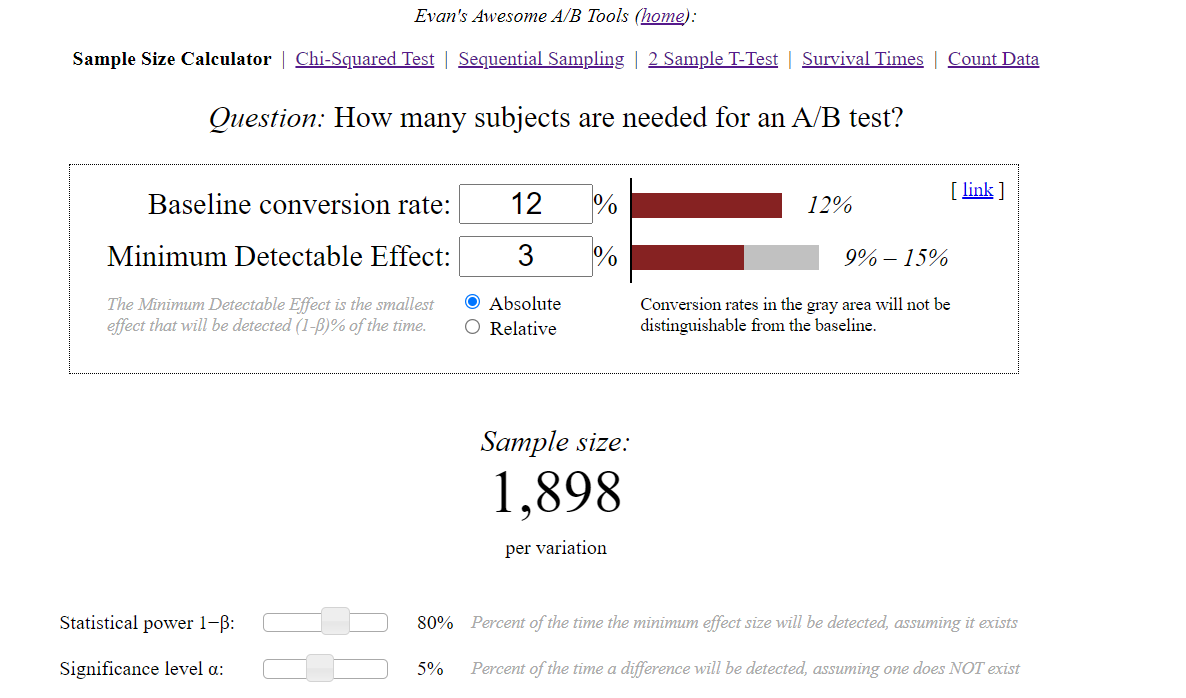 Evan's Awesome A/B Tools (home):
Sample Size Calculator | Chi-Squared Test | Sequential Sampling | 2 Sample T-Test | Survival Times | Count Data
Question: How many subjects are needed for an A/B test?
[ link ]
Baseline conversion rate: 12 % 12%
Minimum Detectable Effect: 3 % 9% – 15%
The Minimum Detectable Effect is the smallest
effect that will be detected (1-β)% of the time.
Absolute
Relative
Conversion rates in the gray area will not be
distinguishable from the baseline.
Sample size:
1,898
per variation
Statistical power 1−β: 80% Percent of the time the minimum effect size will be detected, assuming it exists
Significance level α: 5% Percent of the time a difference will be detected, assuming one does NOT exist